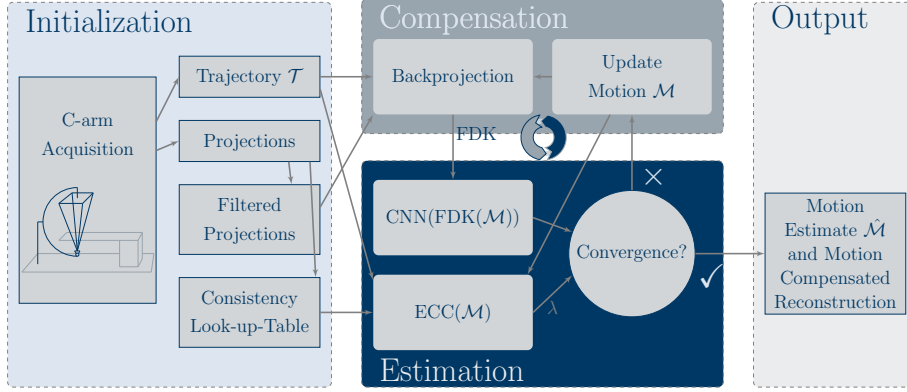 Initialization
C-arm
Acquisition
Trajectory 𝒯
Projections
Filtered
Projections
Consistency
Look-up-Table
Compensation
Backprojection
Update
Motion ℳ
FDK
CNN(FDK(ℳ))
ECC(ℳ)
λ
Convergence?
×
✓
Estimation
Output
Motion
Estimate ℳ̂
and Motion
Compensated
Reconstruction